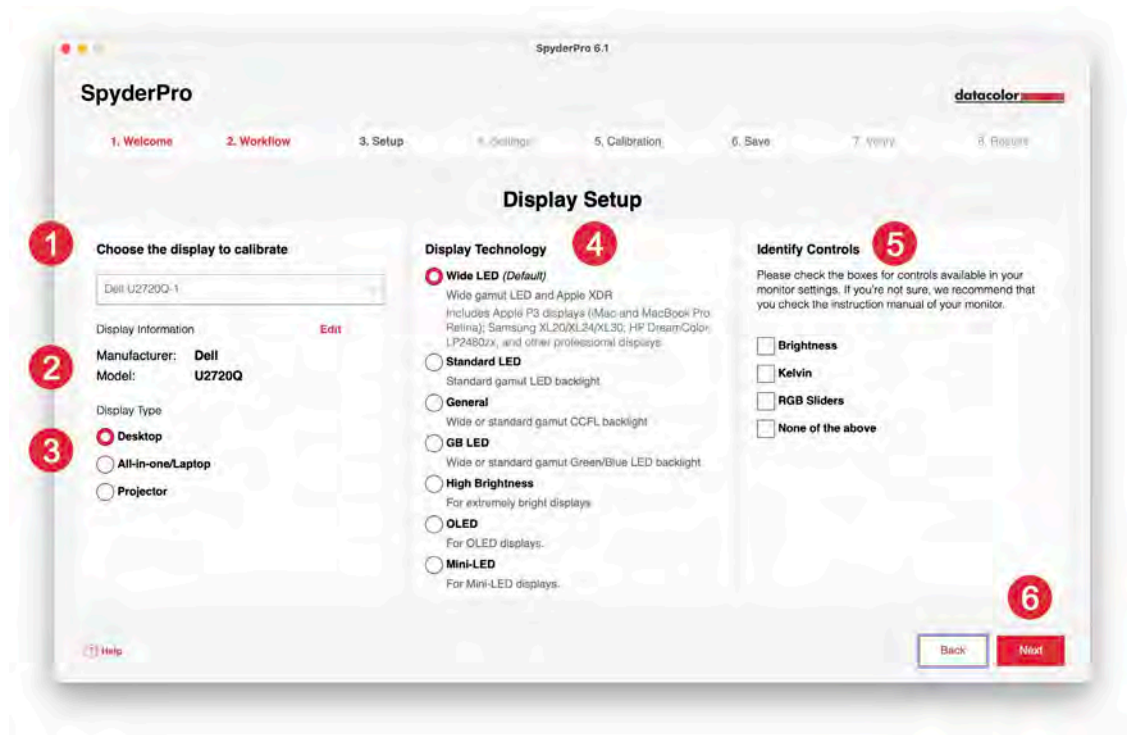 SpyderPro 6.1
SpyderPro
datacolor
1. Welcome
2. Workflow
3. Setup
4. Settings
5. Calibration
6. Save
7. Verify
8. Results
Display Setup
1
Choose the display to calibrate
Dell U2720Q-1
Display Information
Edit
2
Manufacturer: Dell
Model: U2720Q
Display Type
3
Desktop
All-in-one/Laptop
Projector
Display Technology
4
Wide LED (Default)
Wide gamut LED and Apple XDR
Includes Apple P3 displays (iMac and MacBook Pro
Retina); Samsung XL20/XL24/XL30; HP DreamColor
LP2480zx, and other professional displays
Standard LED
Standard gamut LED backlight
General
Wide or standard gamut CCFL backlight
GB LED
Wide or standard gamut Green/Blue LED backlight
High Brightness
For extremely bright displays
OLED
For OLED displays.
Mini-LED
For Mini-LED displays.
Identify Controls
5
Please check the boxes for controls available in your
monitor settings. If you're not sure, we recommend that
you check the instruction manual of your monitor.
Brightness
Kelvin
RGB Sliders
None of the above
6
? Help
Back
Next